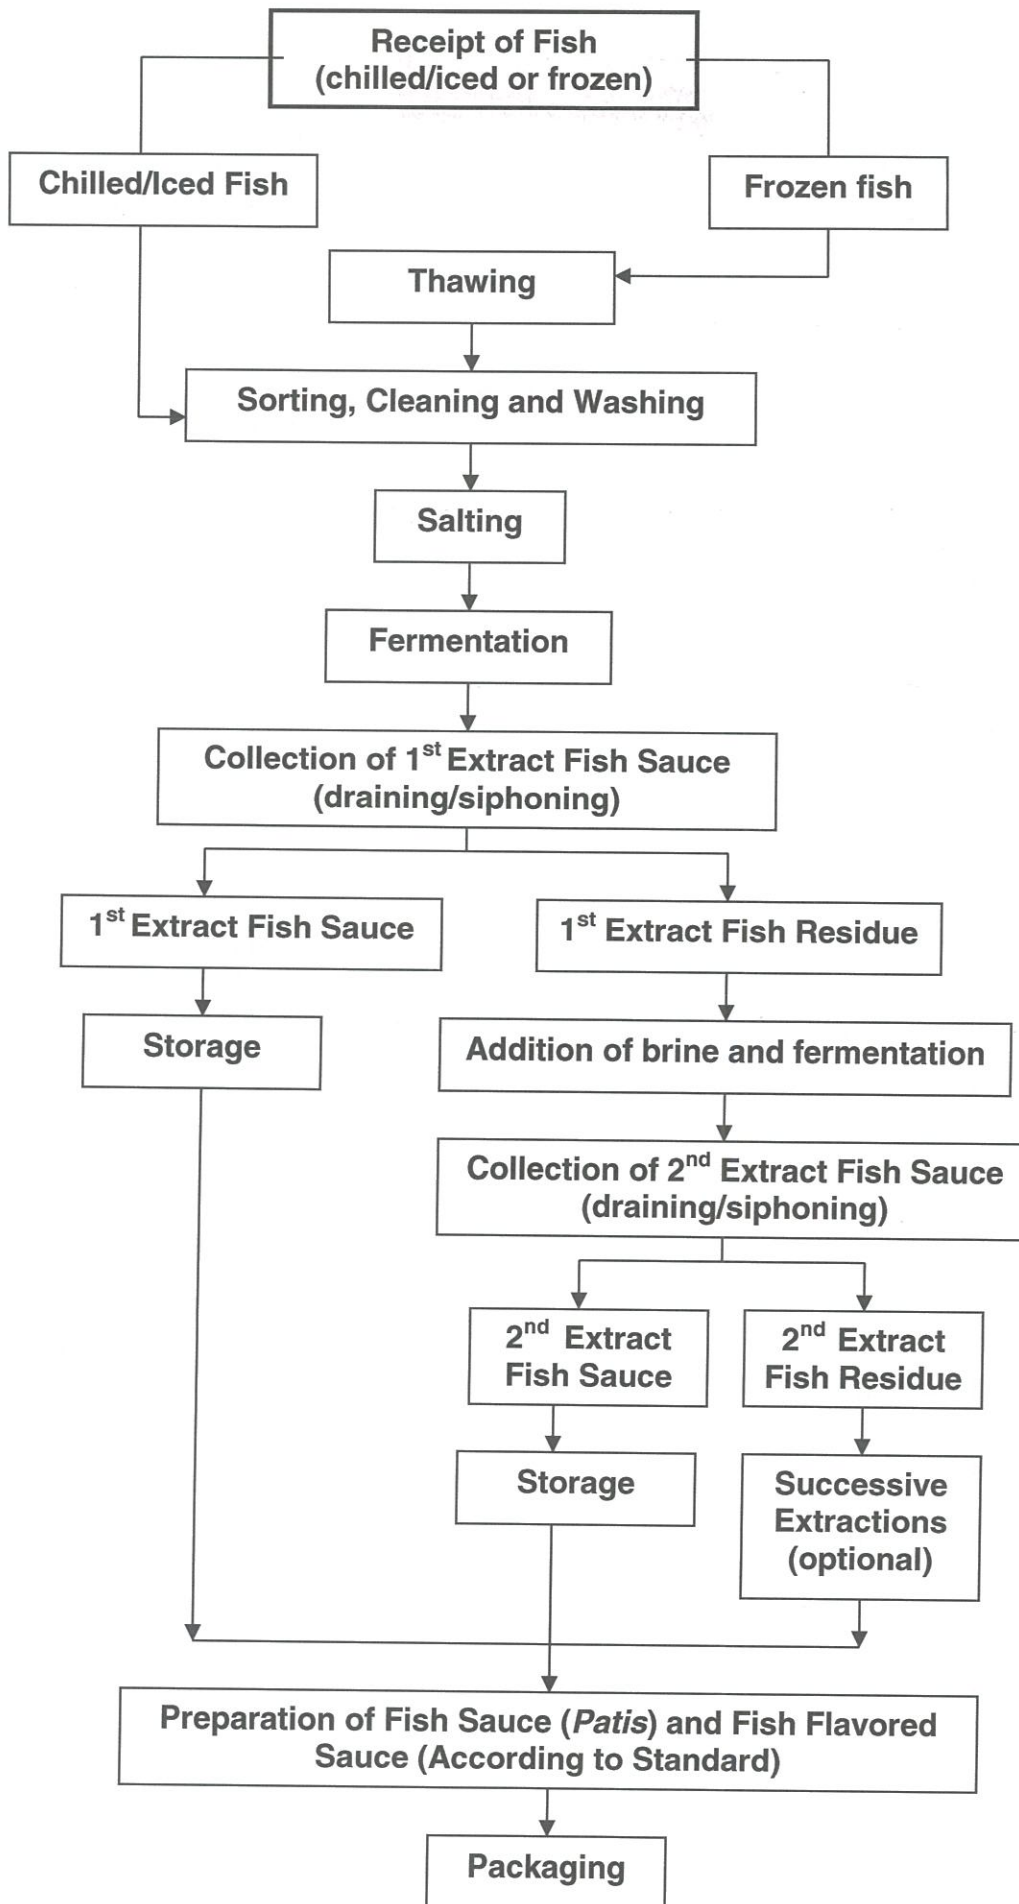 Receipt of Fish
(chilled/iced or frozen)
Chilled/Iced Fish
Frozen fish
Thawing
Sorting, Cleaning and Washing
Salting
Fermentation
Collection of 1st Extract Fish Sauce
(draining/siphoning)
1st Extract Fish Sauce
1st Extract Fish Residue
Storage
Addition of brine and fermentation
Collection of 2nd Extract Fish Sauce
(draining/siphoning)
2nd Extract
Fish Sauce
2nd Extract
Fish Residue
Storage
Successive
Extractions
(optional)
Preparation of Fish Sauce (Patis) and Fish Flavored
Sauce (According to Standard)
Packaging